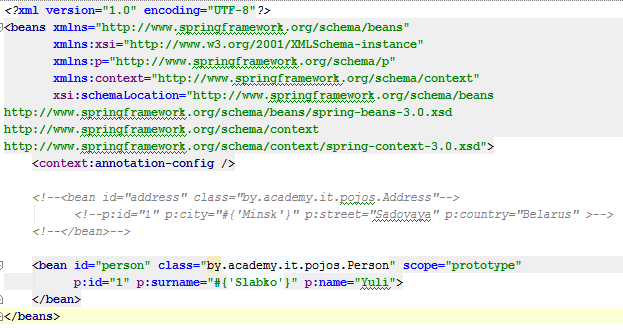 <?xml version="1.0" encoding="UTF-8"?>
<beans xmlns="http://www.springframework.org/schema/beans"
xmlns:xsi="http://www.w3.org/2001/XMLSchema-instance"
xmlns:p="http://www.springframework.org/schema/p"
xmlns:context="http://www.springframework.org/schema/context"
xsi:schemaLocation="http://www.springframework.org/schema/beans
http://www.springframework.org/schema/beans/spring-beans-3.0.xsd
http://www.springframework.org/schema/context
http://www.springframework.org/schema/context/spring-context-3.0.xsd">
<context:annotation-config />
<!--<bean id="address" class="by.academy.it.pojos.Address"-->
<!--p:id="1" p:city="#{'Minsk'}" p:street="Sadovaya" p:country="Belarus" >-->
<!--</bean>-->
<bean id="person" class="by.academy.it.pojos.Person" scope="prototype"
p:id="1" p:surname="#{'Slabko'}" p:name="Yuli">
</bean>
</beans>